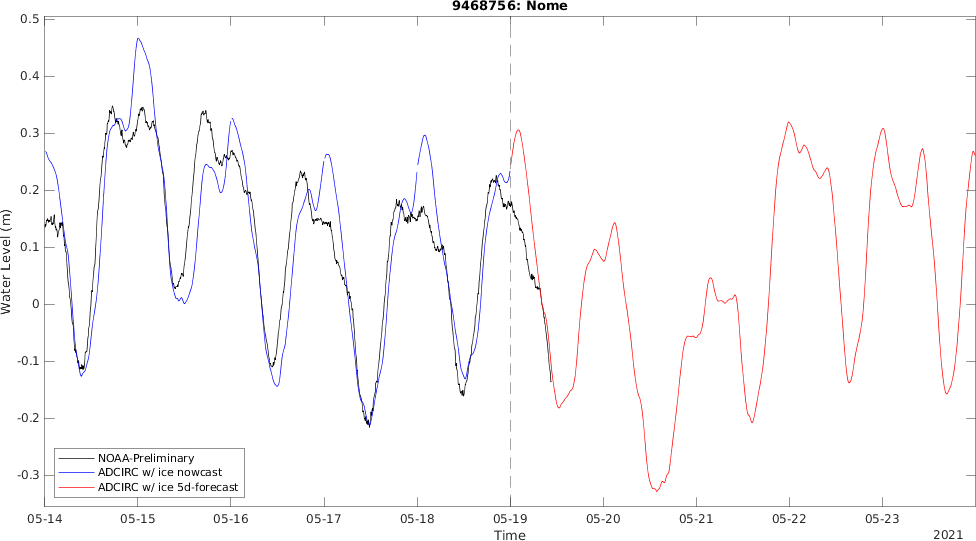 9468756: Nome
Water Level (m)
0.5
0.4
0.3
0.2
0.1
0
-0.1
-0.2
-0.3
NOAA-Preliminary
ADCIRC w/ ice nowcast
ADCIRC w/ ice 5d-forecast
05-14 05-15 05-16 05-17 05-18 05-19 05-20 05-21 05-22 05-23
Time
2021